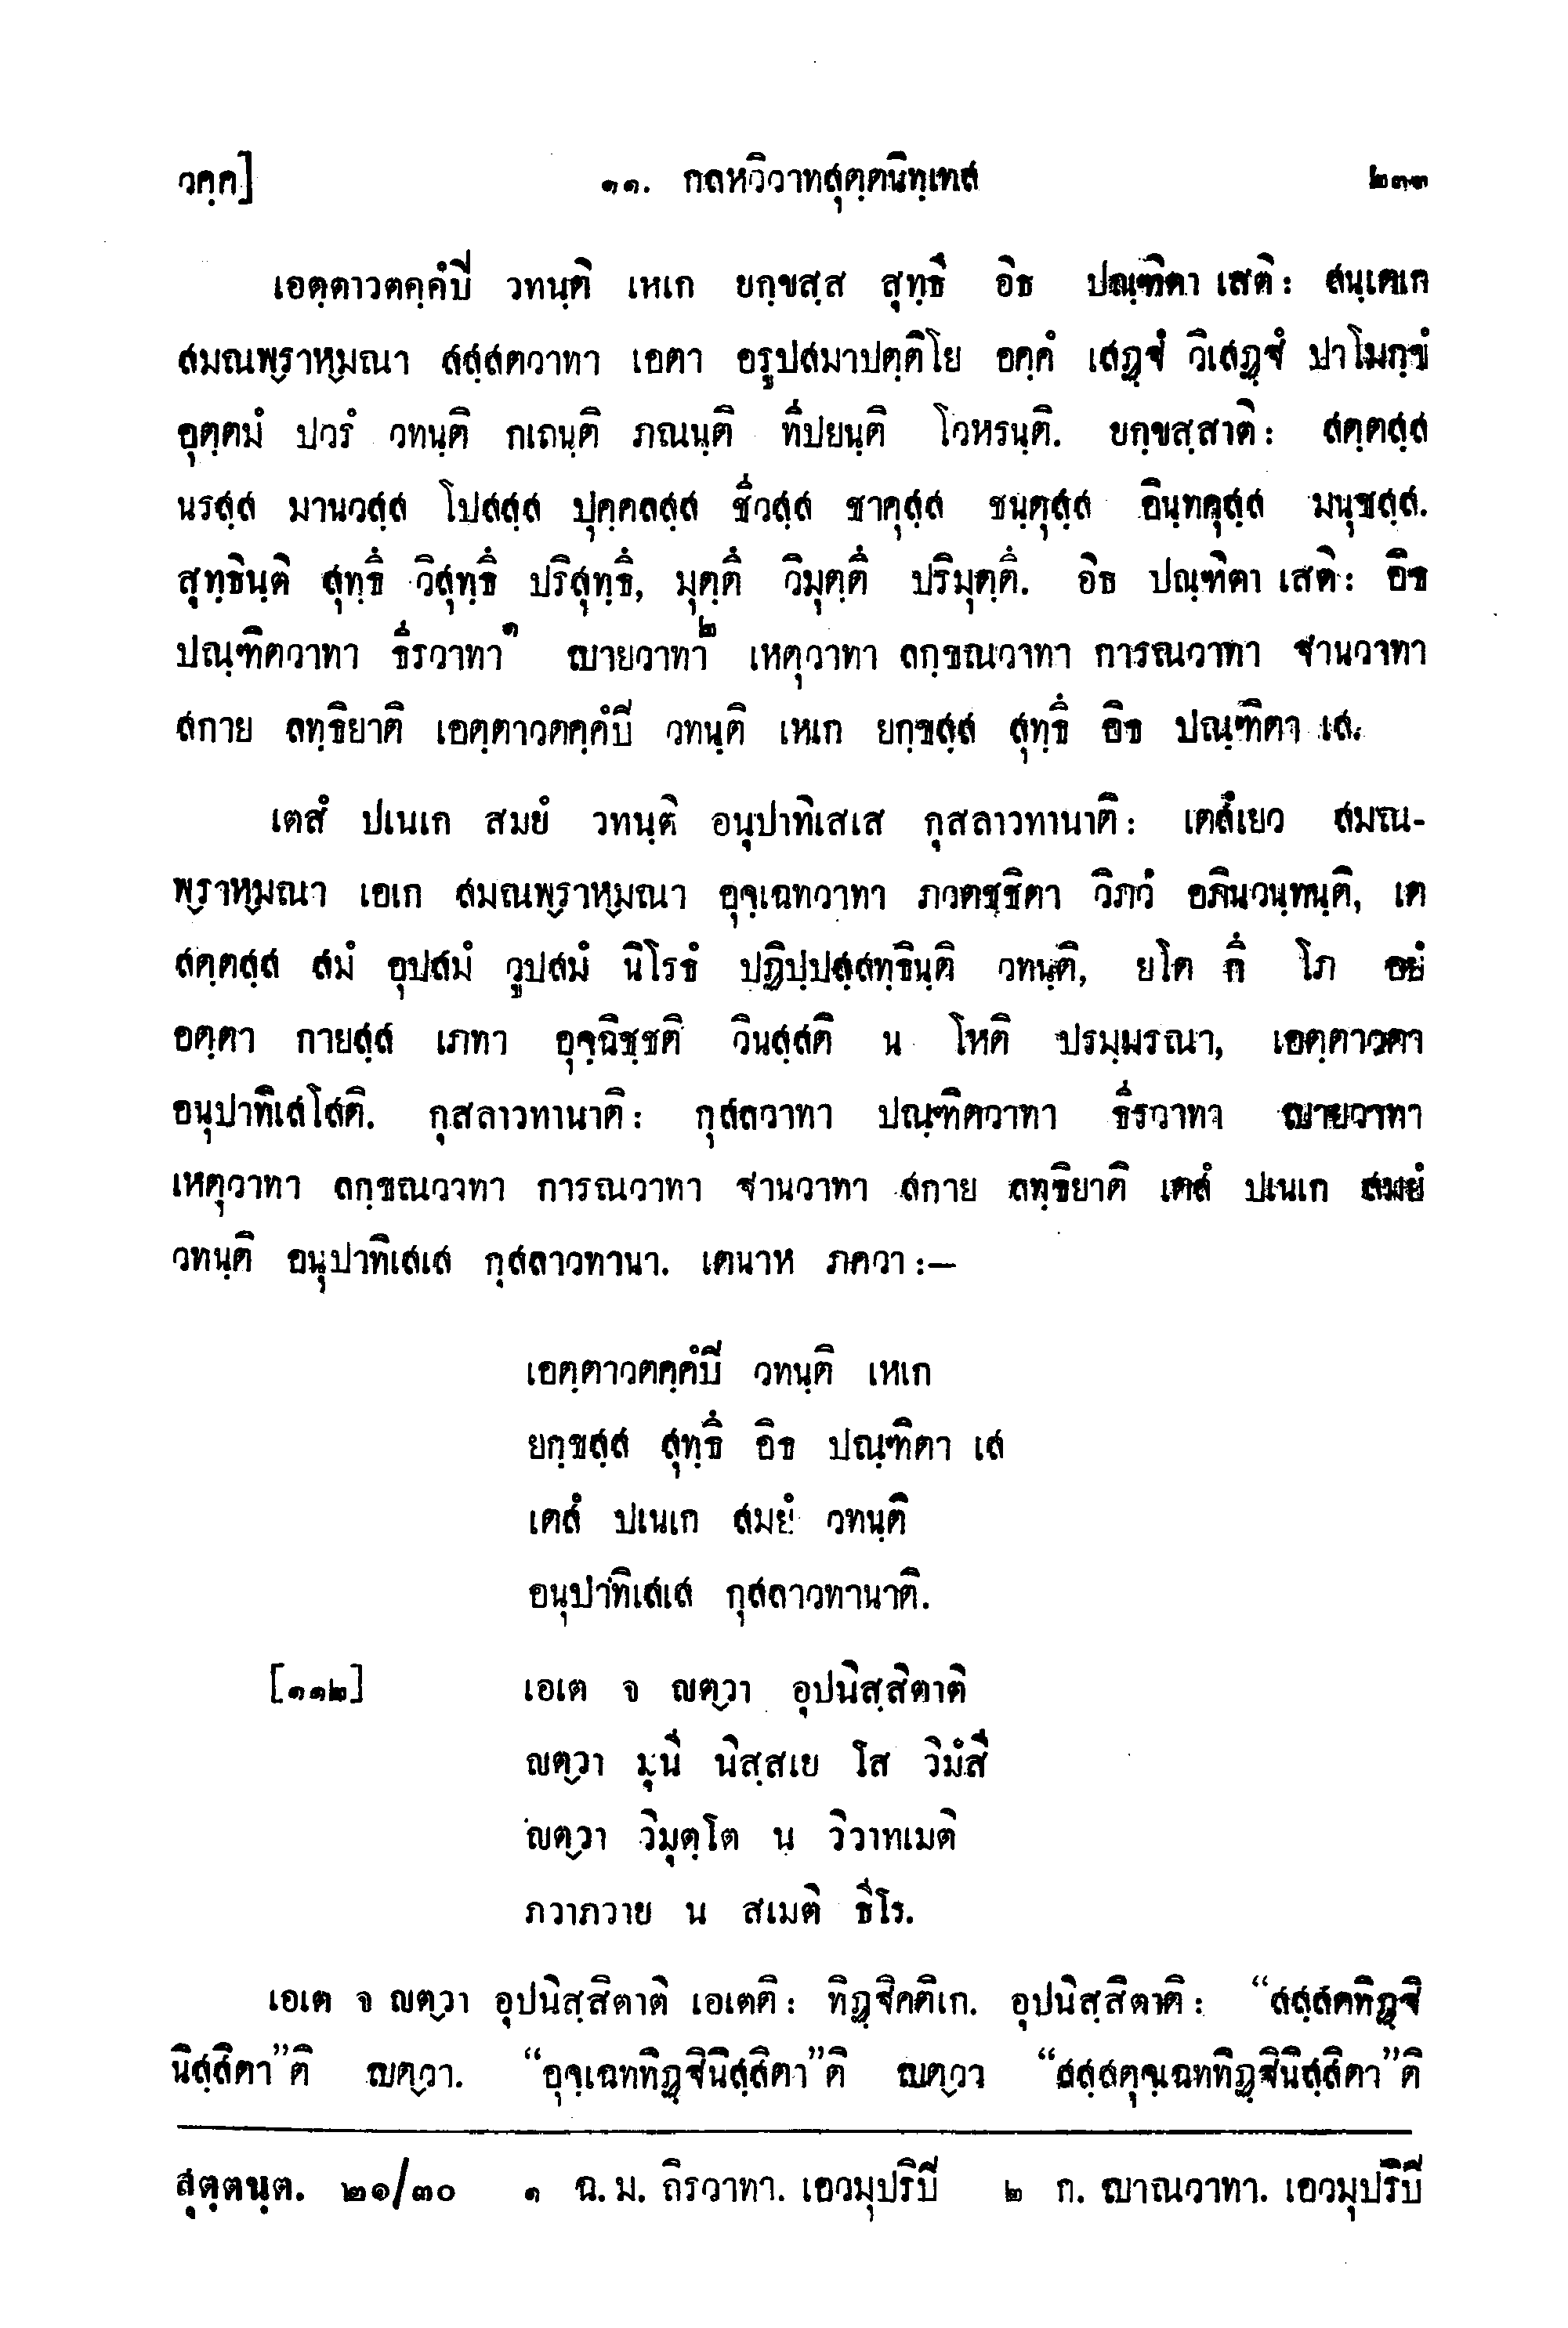 วคฺค]
๑๑. กลหวิวาทสุตฺตนิทฺเทส
[๒๓๓
เอตฺตาวตคฺคํปิ วทนฺติ เหเก ยกฺขสฺส สุทฺธึ อิธ ปณฺฑิตา เสติ: สนฺเตเก
สมณพฺราหฺมณา สสฺสตวาทา เอตา อรูปสมาปตฺติโย อคฺคํ เสฏฺฐํ วิเสฏฺฐํ ปาโมกฺขํ
อุตฺตมํ ปวรํ วทนฺติ กเถนฺติ ภณนฺติ ทีปยนฺติ โวหรนฺติ. ยกฺขสฺสาติ: สตฺตสฺส
นรสฺส มานวสฺส โปสสฺส ปุคฺคลสฺส ชีวสฺส ชาคุสฺส ชนฺตุสฺส อินฺทคุสฺส มนุชสฺส.
สุทฺธินฺติ สุทฺธึ วิสุทฺธึ ปริสุทฺธึ, มุตฺตึ วิมุตฺตึ ปริมุตฺตึ. อิธ ปณฺฑิตา เสติ: อิธ
ปณฺฑิตวาทา ธีรวาทา๑ ญายวาทา๒ เหตุวาทา ลกฺขณวาทา การณวาทา ฐานวาทา
สกาย ลทฺธิยาติ เอตฺตาวตคฺคํปิ วทนฺติ เหเก ยกฺขสฺส สุทฺธึ อิธ ปณฺฑิตา เส.
เตสํ ปเนเก สมยํ วทนฺติ อนุปาทิเสเส กุสลาวทานาติ: เตสํเยว สมณ-
พฺราหฺมณา เอเก สมณพฺราหฺมณา อุจฺเฉทวาทา ภวตชฺชิตา วิภวํ อภินวนฺทนฺติ, เต
สตฺตสฺส สมํ อุปสมํ วูปสมํ นิโรธํ ปฏิปฺปสฺสทฺธินฺติ วทนฺติ, ยโต กึ โภ อยํ
อตฺตา กายสฺส เภทา อุจฺฉิชฺชติ วินสฺสติ น โหติ ปรมฺมรณา, เอตฺตาวตา
อนุปาทิเสโสติ. กุสลาวทานาติ: กุสลวาทา ปณฺฑิตวาทา ธีรวาทา ญายวาทา
เหตุวาทา ลกฺขณวาทา การณวาทา ฐานวาทา สกาย ลทฺธิยาติ เตสํ ปเนเก สมยํ
วทนฺติ อนุปาทิเสเส กุสลาวทานา. เตนาห ภควา :—
เอตฺตาวตคฺคํปิ วทนฺติ เหเก
ยกฺขสฺส สุทฺธึ อิธ ปณฺฑิตา เส
เตสํ ปเนเก สมยํ วทนฺติ
อนุปาทิเสเส กุสลาวทานาติ.
[๑๑๒] เอเต จ ญตฺวา อุปนิสฺสิตาติ
ญตฺวา มุนี นิสฺสเย โส วิมํสี
ญตฺวา วิมุตฺโต น วิวาทเมติ
ภวาภวาย น สเมติ ธีโร.
เอเต จ ญตฺวา อุปนิสฺสิตาติ เอเตติ: ทิฏฺฐิคติเก. อุปนิสฺสิตาติ: “สสฺสตทิฏฺฐิ
นิสฺสิตา”ติ ญตฺวา. “อุจฺเฉททิฏฺฐินิสฺสิตา”ติ ญตฺวา “สสฺสตุจฺเฉททิฏฺฐินิสฺสิตา”ติ
สุตฺตนฺต. ๒๑/๓๐ ๑ ฉ. ม. ถิรวาทา. เอวมุปริปิ ๒ ก. ญาณวาทา. เอวมุปริปิ